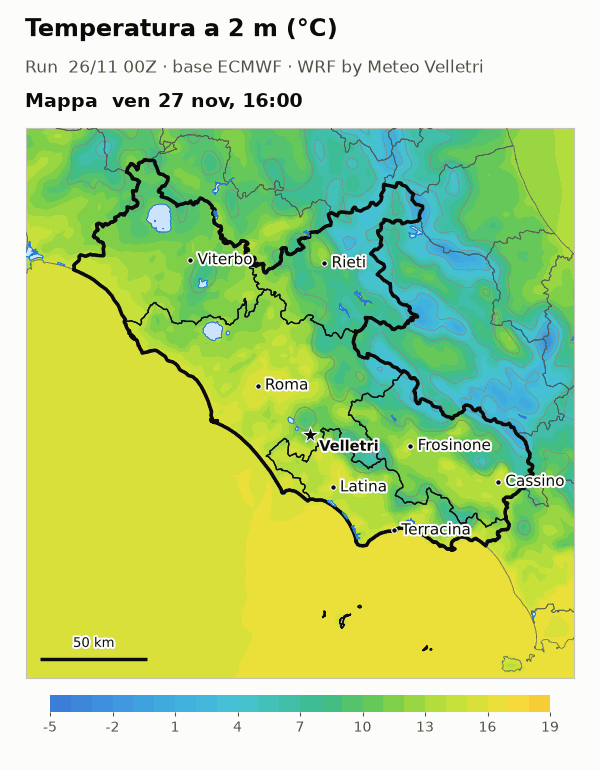 Temperatura a 2 m (°C)
Run  26/11 00Z · base ECMWF · WRF by Meteo Velletri
Mappa  ven 27 nov, 16:00
Viterbo
Rieti
Roma
Velletri
Frosinone
Cassino
Latina
Terracina
50 km
-5 -2 1 4 7 10 13 16 19